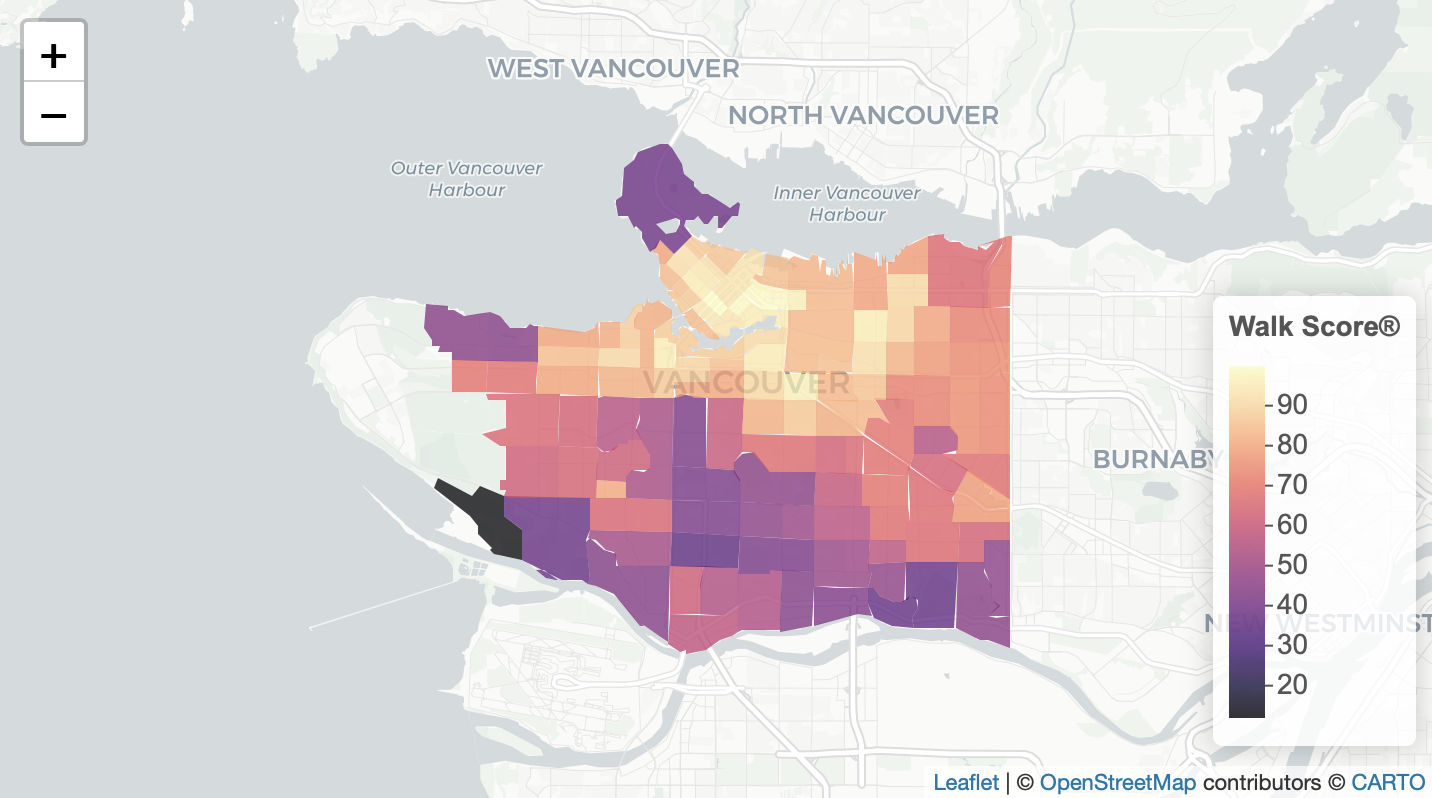 +
−
WEST VANCOUVER
NORTH VANCOUVER
Outer Vancouver
Harbour
Inner Vancouver
Harbour
VANCOUVER
BURNABY
NEW WESTMINST
Walk Score®
90
80
70
60
50
40
30
20
Leaflet | © OpenStreetMap contributors © CARTO